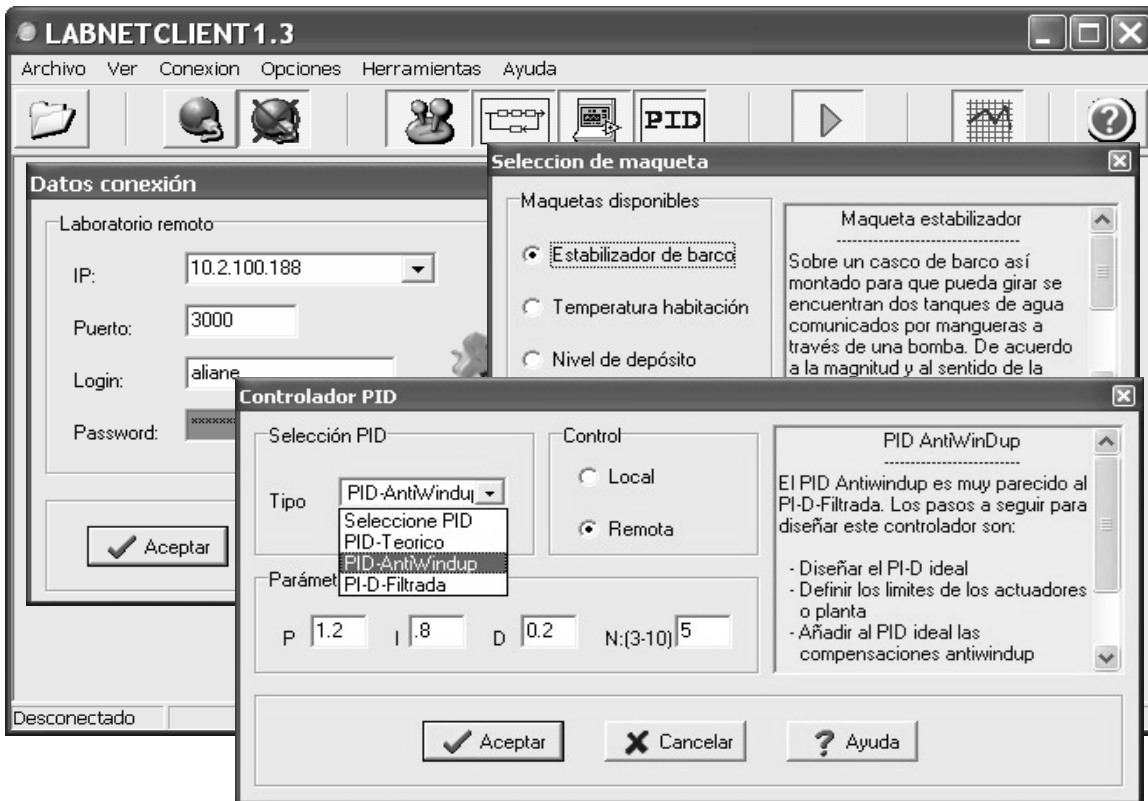 LABNETCLIENT1.3
Archivo Ver Conexion Opciones Herramientas Ayuda
PID
Datos conexión
Laboratorio remoto
IP: 10.2.100.188
Puerto: 3000
Login: aliane
Password: xxxxxxx
Aceptar
Seleccion de maqueta
Maquetas disponibles
Estabilizador de barco
Temperatura habitación
Nivel de depósito
Maqueta estabilizador
----------------------------------
Sobre un casco de barco así
montado para que pueda girar se
encuentran dos tanques de agua
comunicados por mangueras a
través de una bomba. De acuerdo
a la magnitud y al sentido de la
Controlador PID
Selección PID
Tipo PID-AntiWindup
Seleccione PID
PID-Teorico
PID-AntiWindup
PI-D-Filtrada
Control
Local
Remota
Parámet
P 1.2 I .8 D 0.2 N:(3-10) 5
PID AntiWinDup
-------------------------
El PID Antiwindup es muy parecido al
PI-D-Filtrada. Los pasos a seguir para
diseñar este controlador son:
- Diseñar el PI-D ideal
- Definir los limites de los actuadores
o planta
- Añadir al PID ideal las
compensaciones antiwindup
Aceptar Cancelar Ayuda
Desconectado